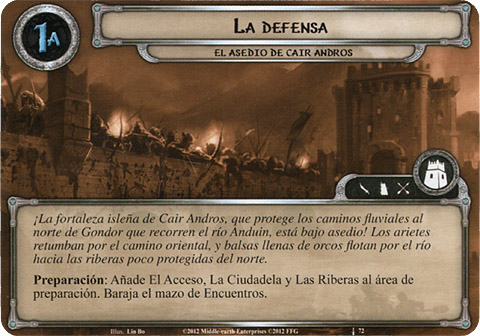 1A
La defensa
El asedio de Cair Andros
¡La fortaleza isleña de Cair Andros, que protege los caminos fluviales al
norte de Gondor que recorren el río Anduin, está bajo asedio! Los arietes
retumban por el camino oriental, y balsas llenas de orcos flotan por el río
hacia las riberas poco protegidas del norte.
Preparación: Añade El Acceso, La Ciudadela y Las Riberas al área de
preparación. Baraja el mazo de Encuentros.
Illus. Lin Bo ©2012 Middle-earth Enterprises ©2012 FFG 72